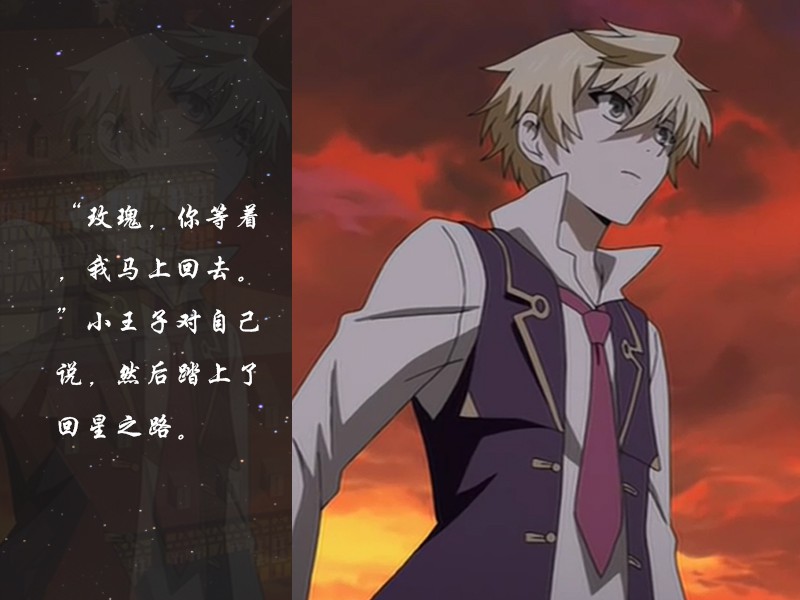 “玫瑰，你等着
，我马上回去。
”小王子对自己
说，然后踏上了
回星之路。